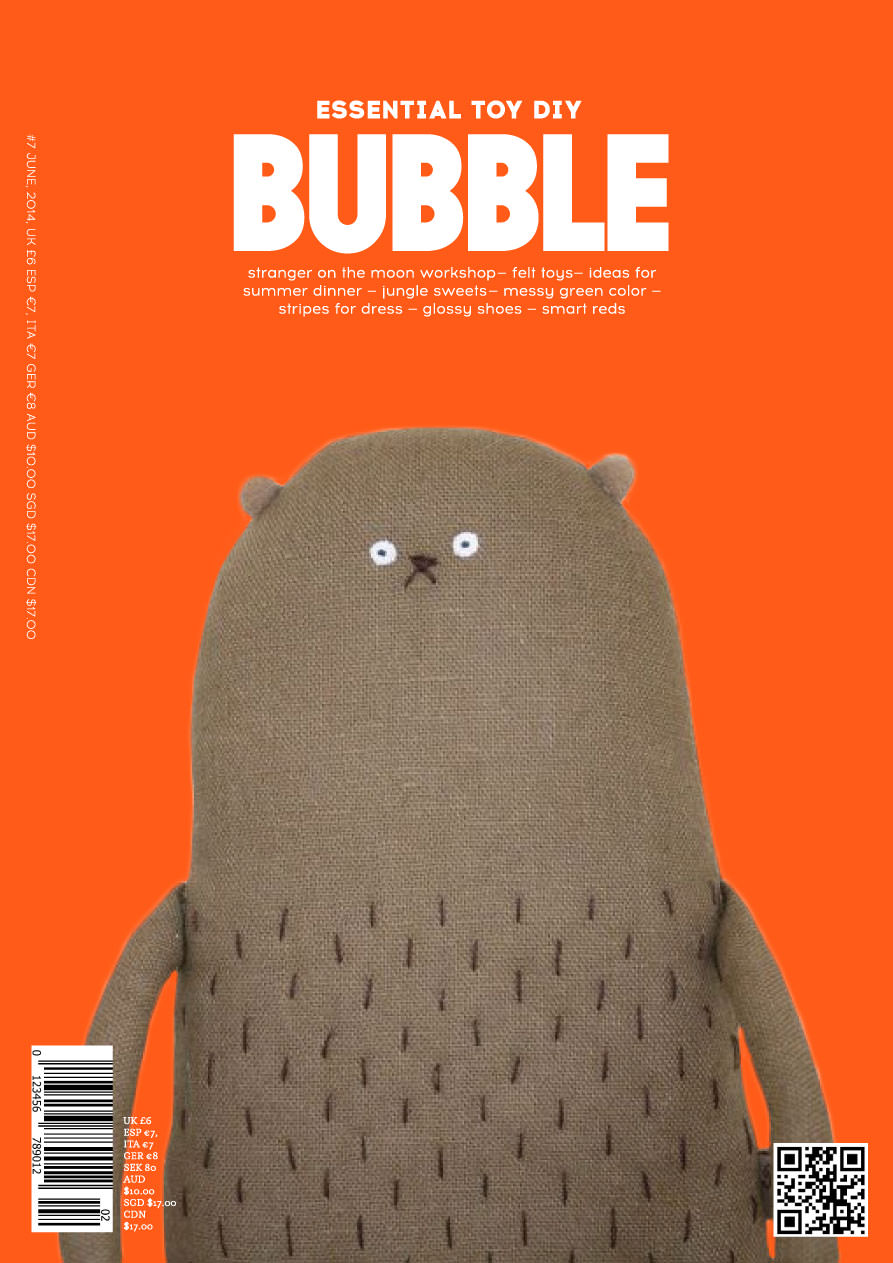 ESSENTIAL TOY DIY
BUBBLE
stranger on the moon workshop– felt toys– ideas for
summer dinner – jungle sweets– messy green color –
stripes for dress – glossy shoes – smart reds
#7 JUNE, 2014, UK £6 ESP €7, ITA €7 GER €8 AUD $10.00 SGD $17.00 CDN $17.00
0 123456 789012
02
UK £6
ESP €7,
ITA €7
GER €8
SEK 80
AUD
$10.00
SGD $17.00
CDN
$17.00